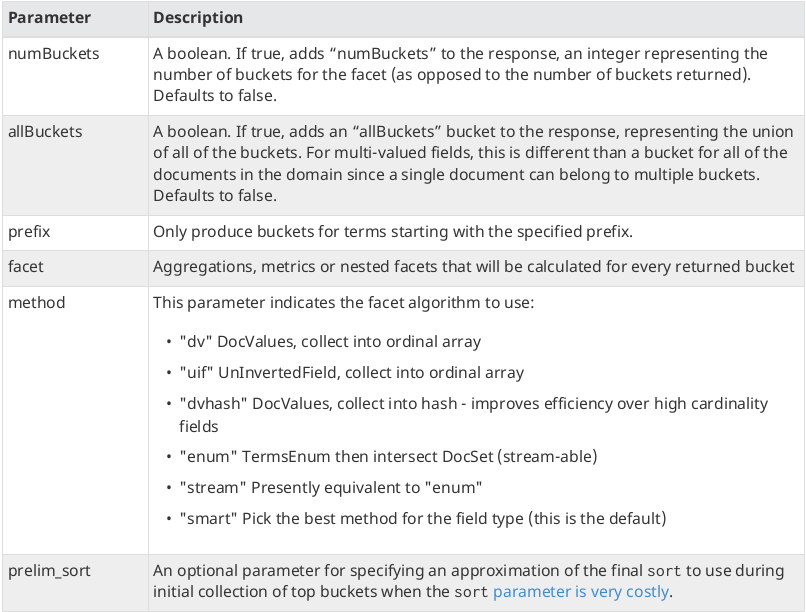 Parameter Description
numBuckets A boolean. If true, adds “numBuckets” to the response, an integer representing the
number of buckets for the facet (as opposed to the number of buckets returned).
Defaults to false.
allBuckets A boolean. If true, adds an “allBuckets” bucket to the response, representing the union
of all of the buckets. For multi-valued fields, this is different than a bucket for all of the
documents in the domain since a single document can belong to multiple buckets.
Defaults to false.
prefix Only produce buckets for terms starting with the specified prefix.
facet Aggregations, metrics or nested facets that will be calculated for every returned bucket
method This parameter indicates the facet algorithm to use:
• "dv" DocValues, collect into ordinal array
• "uif" UnInvertedField, collect into ordinal array
• "dvhash" DocValues, collect into hash - improves efficiency over high cardinality
fields
• "enum" TermsEnum then intersect DocSet (stream-able)
• "stream" Presently equivalent to "enum"
• "smart" Pick the best method for the field type (this is the default)
prelim_sort An optional parameter for specifying an approximation of the final sort to use during
initial collection of top buckets when the sort parameter is very costly.